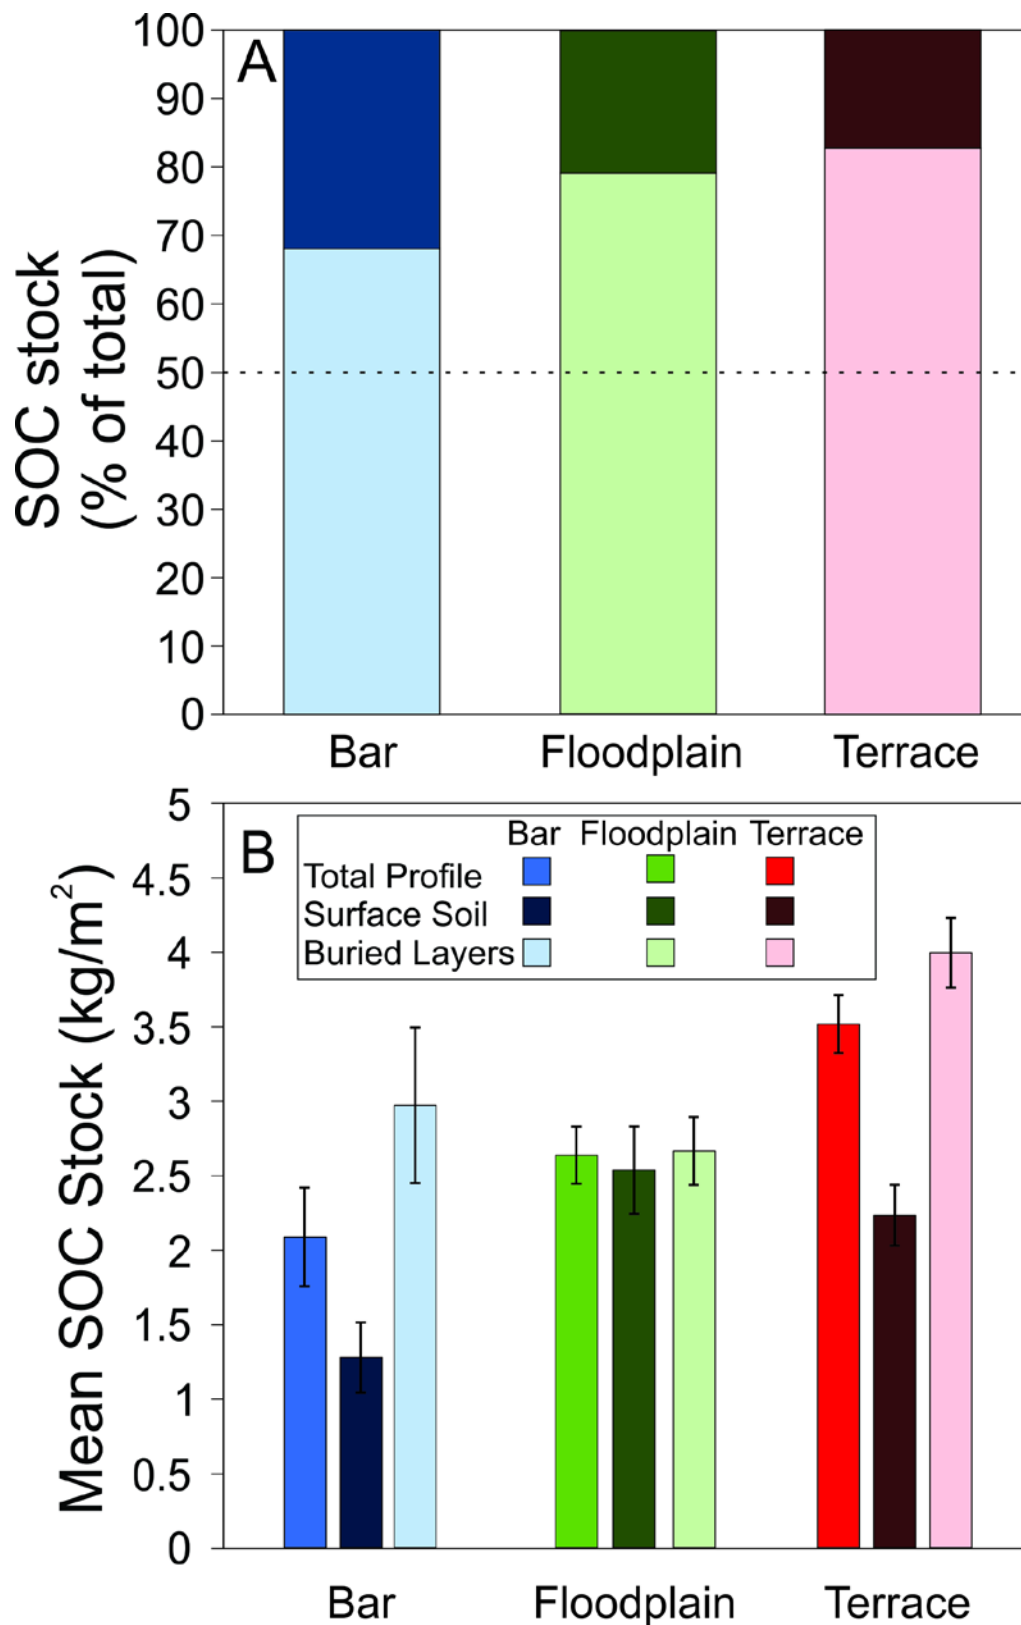 A
SOC stock
(% of total)
100
90
80
70
60
50
40
30
20
10
0
Bar Floodplain Terrace
B
Mean SOC Stock (kg/m²)
5
4.5
4
3.5
3
2.5
2
1.5
1
0.5
0
Bar Floodplain Terrace
Total Profile
Surface Soil
Buried Layers
Bar Floodplain Terrace